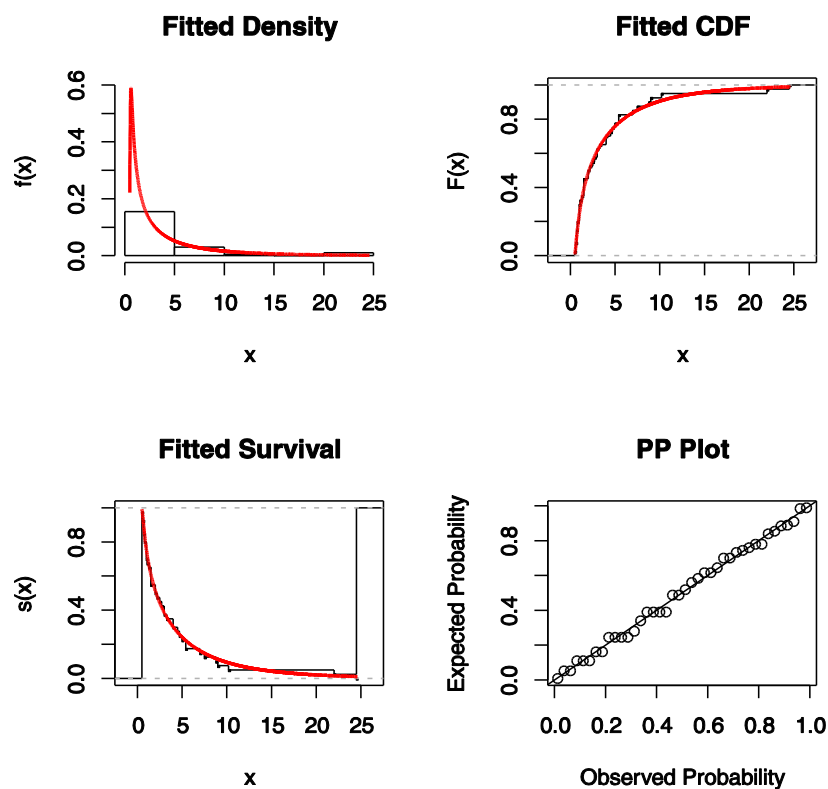 Fitted Density
f(x)
0.0 0.2 0.4 0.6
0 5 10 15 20 25
x
Fitted CDF
F(x)
0.0 0.4 0.8
0 5 10 15 20 25
x
Fitted Survival
s(x)
0.0 0.4 0.8
0 5 10 15 20 25
x
PP Plot
Expected Probability
0.0 0.4 0.8
0.0 0.2 0.4 0.6 0.8 1.0
Observed Probability